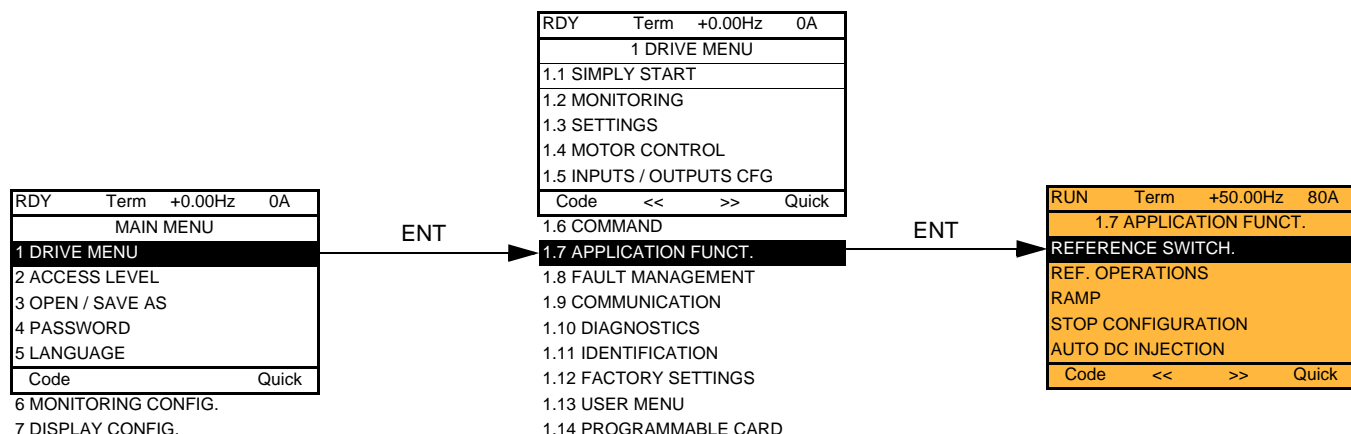 RDY Term +0.00Hz 0A
MAIN MENU
1 DRIVE MENU
2 ACCESS LEVEL
3 OPEN / SAVE AS
4 PASSWORD
5 LANGUAGE
Code Quick
6 MONITORING CONFIG.
7 DISPLAY CONFIG.
ENT
RDY Term +0.00Hz 0A
1 DRIVE MENU
1.1 SIMPLY START
1.2 MONITORING
1.3 SETTINGS
1.4 MOTOR CONTROL
1.5 INPUTS / OUTPUTS CFG
Code << >> Quick
1.6 COMMAND
1.7 APPLICATION FUNCT.
1.8 FAULT MANAGEMENT
1.9 COMMUNICATION
1.10 DIAGNOSTICS
1.11 IDENTIFICATION
1.12 FACTORY SETTINGS
1.13 USER MENU
1.14 PROGRAMMABLE CARD
ENT
RUN Term +50.00Hz 80A
1.7 APPLICATION FUNCT.
REFERENCE SWITCH.
REF. OPERATIONS
RAMP
STOP CONFIGURATION
AUTO DC INJECTION
Code << >> Quick